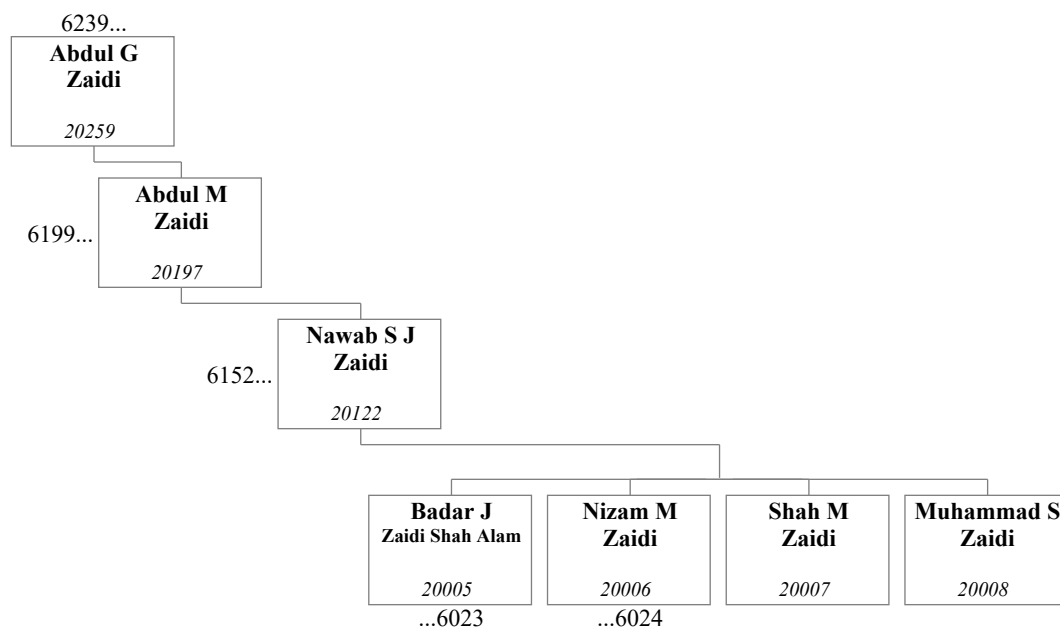 6239...
Abdul G
Zaidi
20259
Abdul M
Zaidi
6199...
20197
Nawab S J
Zaidi
6152...
20122
Badar J
Zaidi Shah Alam
20005
...6023
Nizam M
Zaidi
20006
...6024
Shah M
Zaidi
20007
Muhammad S
Zaidi
20008